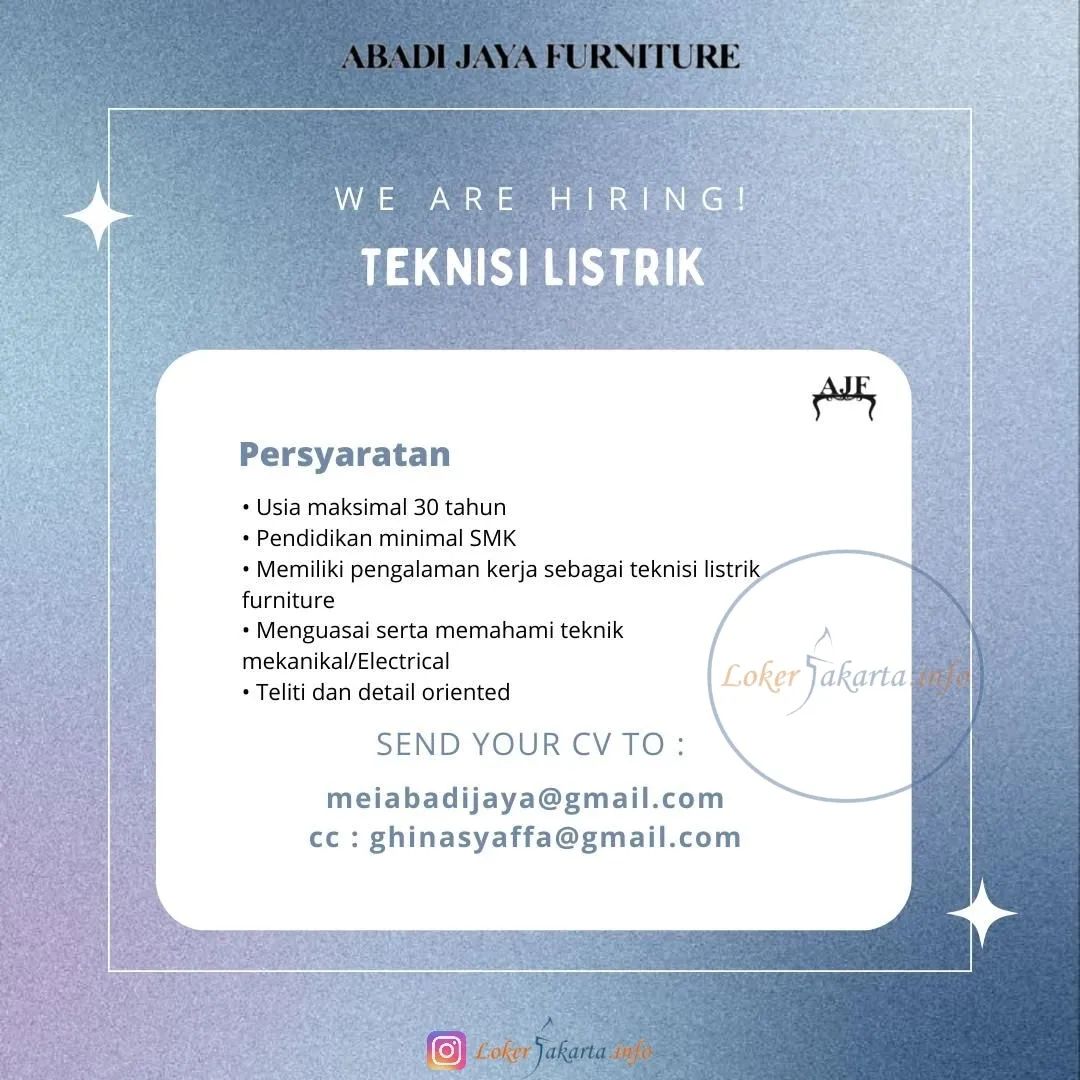 ABADI JAYA FURNITURE
WE ARE HIRING!
TEKNISI LISTRIK
AJF
Persyaratan
• Usia maksimal 30 tahun
• Pendidikan minimal SMK
• Memiliki pengalaman kerja sebagai teknisi listrik
furniture
• Menguasai serta memahami teknik
mekanikal/Electrical
• Teliti dan detail oriented
Loker Jakarta.info
SEND YOUR CV TO :
meiabadijaya@gmail.com
cc : ghinasyaffa@gmail.com
Loker Jakarta.info